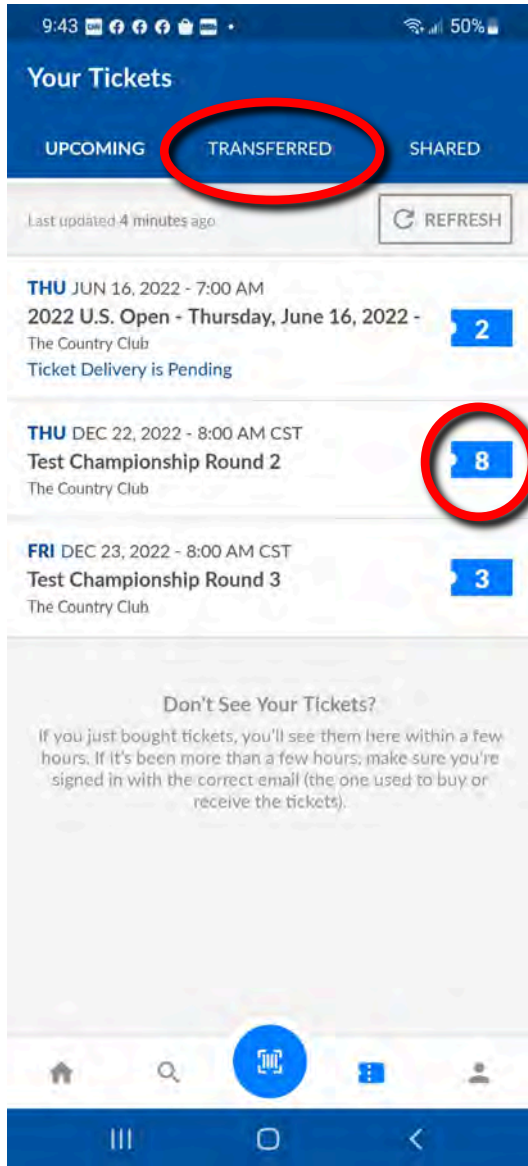 9:43
50%
Your Tickets
UPCOMING TRANSFERRED SHARED
Last updated 4 minutes ago
REFRESH
THU JUN 16, 2022 - 7:00 AM
2022 U.S. Open - Thursday, June 16, 2022 -
2
The Country Club
Ticket Delivery is Pending
THU DEC 22, 2022 - 8:00 AM CST
Test Championship Round 2
8
The Country Club
FRI DEC 23, 2022 - 8:00 AM CST
Test Championship Round 3
3
The Country Club
Don't See Your Tickets?
If you just bought tickets, you'll see them here within a few
hours. If it's been more than a few hours, make sure you're
signed in with the correct email (the one used to buy or
receive the tickets).